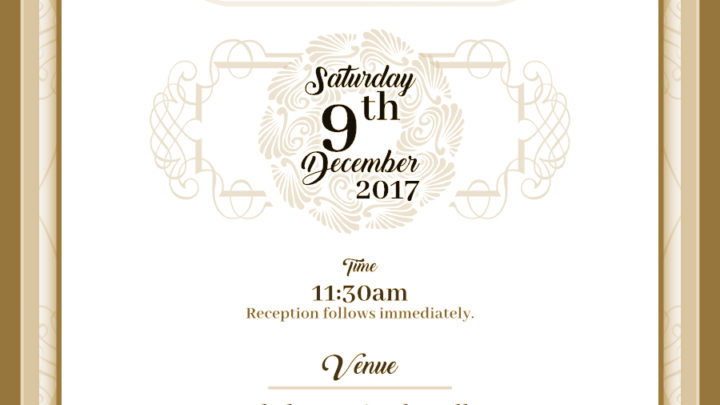 Saturday
9th
December
2017
Time
11:30am
Reception follows immediately.
Venue